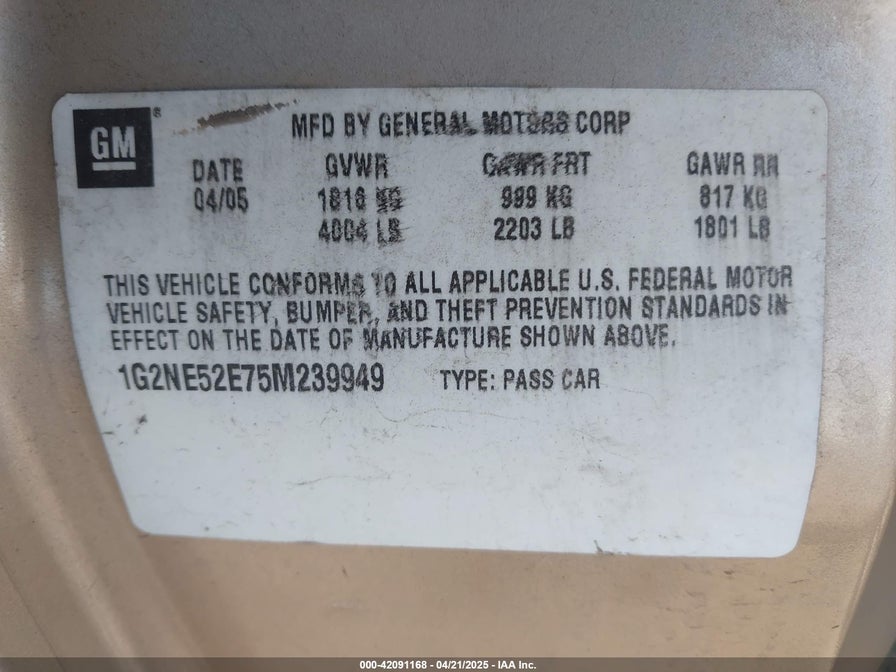 GM ®
MFD BY GENERAL MOTORS CORP
DATE GVWR GAWR FRT GAWR RR
04/05 1816 KG 999 KG 817 KG
4004 LB 2203 LB 1801 LB
THIS VEHICLE CONFORMS TO ALL APPLICABLE U.S. FEDERAL MOTOR
VEHICLE SAFETY, BUMPER, AND THEFT PREVENTION STANDARDS IN
EFFECT ON THE DATE OF MANUFACTURE SHOWN ABOVE.
1G2NE52E75M239949 TYPE: PASS CAR
000-42091168 - 04/21/2025 - IAA Inc.